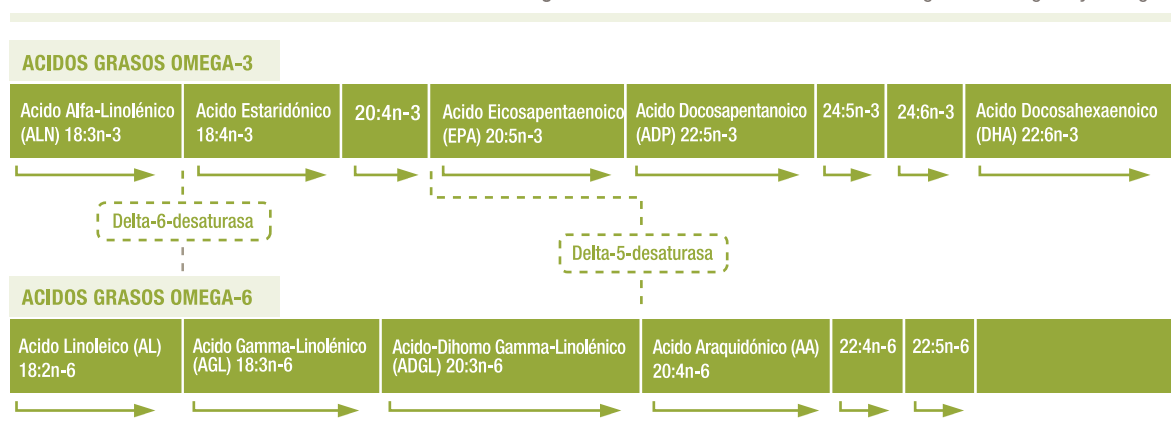 ACIDOS GRASOS OMEGA-3
Acido Alfa-Linolénico
(ALN) 18:3n-3
Acido Estaridónico
18:4n-3
20:4n-3
Acido Eicosapentaenoico
(EPA) 20:5n-3
Acido Docosapentanoico
(ADP) 22:5n-3
24:5n-3
24:6n-3
Acido Docosahexaenoico
(DHA) 22:6n-3
Delta-6-desaturasa
Delta-5-desaturasa
ACIDOS GRASOS OMEGA-6
Acido Linoleico (AL)
18:2n-6
Acido Gamma-Linolénico
(AGL) 18:3n-6
Acido-Dihomo Gamma-Linolénico
(ADGL) 20:3n-6
Acido Araquidónico (AA)
20:4n-6
22:4n-6
22:5n-6